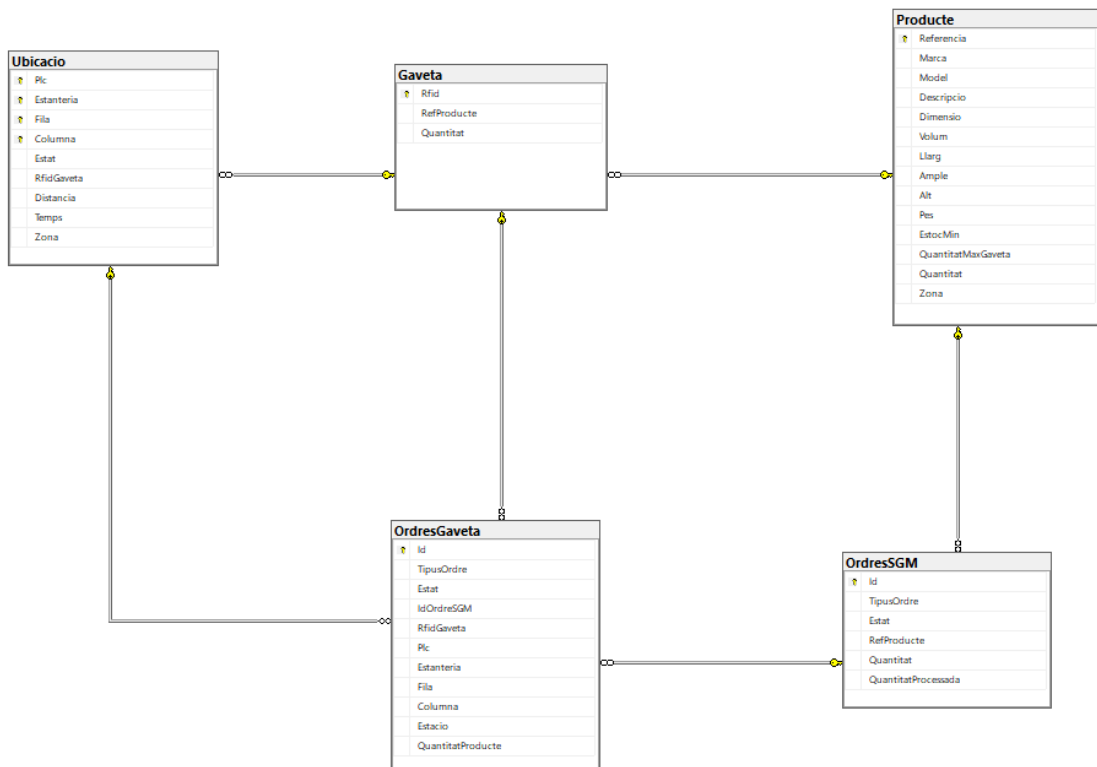 Ubicacio
Plc
Estanteria
Fila
Columna
Estat
RfidGaveta
Distancia
Temps
Zona
Gaveta
Rfid
RefProducte
Quantitat
Producte
Referencia
Marca
Model
Descripcio
Dimensio
Volum
Llarg
Ample
Alt
Pes
EstocMin
QuantitatMaxGaveta
Quantitat
Zona
OrdresGaveta
Id
TipusOrdre
Estat
IdOrdreSGM
RfidGaveta
Plc
Estanteria
Fila
Columna
Estacio
QuantitatProducte
OrdresSGM
Id
TipusOrdre
Estat
RefProducte
Quantitat
QuantitatProcessada